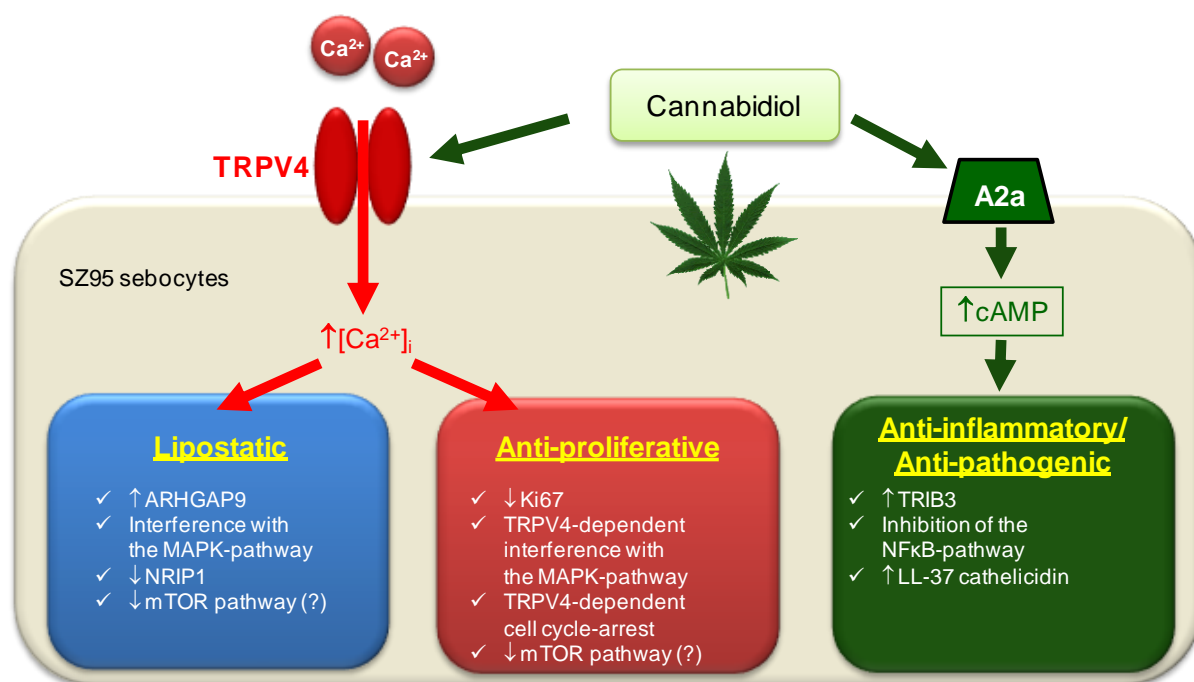 Ca²⁺
Ca²⁺
Cannabidiol
TRPV4
A2a
SZ95 sebocytes
↑cAMP
↑[Ca²⁺]ᵢ
Lipostatic
✓ ↑ARHGAP9
✓ Interference with
the MAPK-pathway
✓ ↓NRIP1
✓ ↓mTOR pathway (?)
Anti-proliferative
✓ ↓Ki67
✓ TRPV4-dependent
interference with
the MAPK-pathway
✓ TRPV4-dependent
cell cycle-arrest
✓ ↓mTOR pathway (?)
Anti-inflammatory/
Anti-pathogenic
✓ ↑TRIB3
✓ Inhibition of the
NFκB-pathway
✓ ↑LL-37 cathelicidin